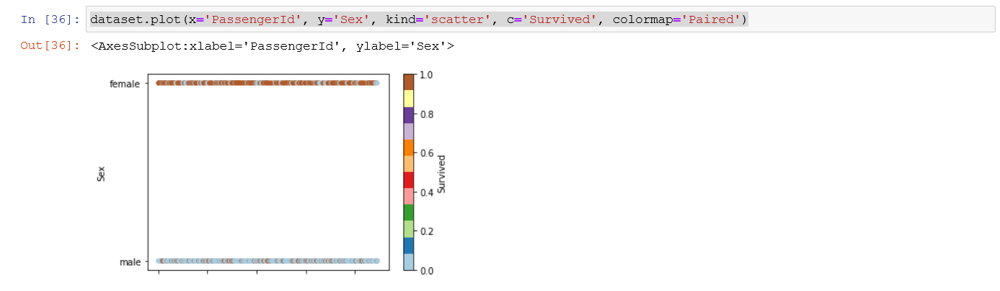 In [36]: dataset.plot(x='PassengerId', y='Sex', kind='scatter', c='Survived', colormap='Paired')
Out[36]: <AxesSubplot:xlabel='PassengerId', ylabel='Sex'>
1.0
female
0.8
0.6
Sex
Survived
0.4
0.2
male
0.0